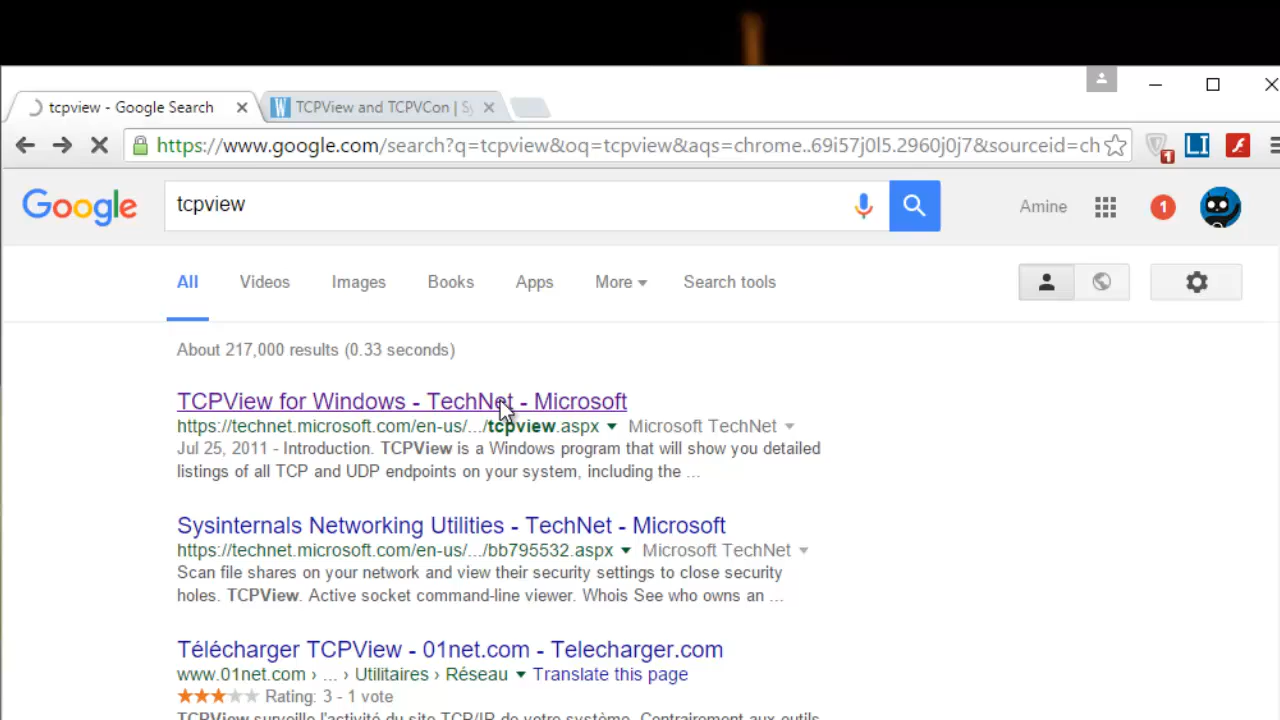 tcpview - Google Search
TCPView and TCPVCon | Sy
https://www.google.com/search?q=tcpview&oq=tcpview&aqs=chrome..69i57j0l5.2960j0j7&sourceid=ch
1
LI
Google
tcpview
Amine
1
All
Videos
Images
Books
Apps
More
Search tools
About 217,000 results (0.33 seconds)
TCPView for Windows - TechNet - Microsoft
https://technet.microsoft.com/en-us/.../tcpview.aspx Microsoft TechNet
Jul 25, 2011 - Introduction. TCPView is a Windows program that will show you detailed
listings of all TCP and UDP endpoints on your system, including the ...
Sysinternals Networking Utilities - TechNet - Microsoft
https://technet.microsoft.com/en-us/.../bb795532.aspx Microsoft TechNet
Scan file shares on your network and view their security settings to close security
holes. TCPView. Active socket command-line viewer. Whois See who owns an ...
Télécharger TCPView - 01net.com - Telecharger.com
www.01net.com › ... › Utilitaires › Réseau Translate this page
Rating: 3 - 1 vote
TCPView surveille l'activité du site TCP/IP de votre système. Contrairement aux outils